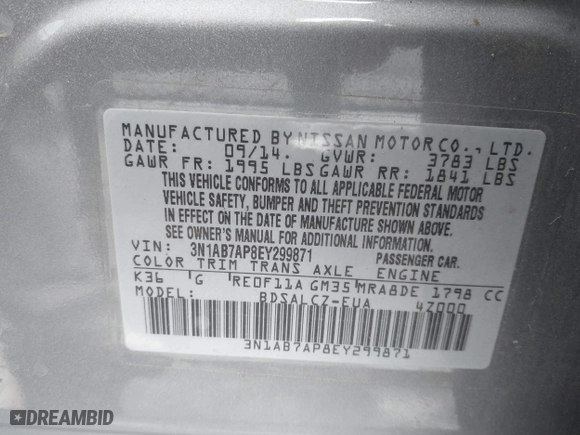 MANUFACTURED BY NISSAN MOTOR CO., LTD.
DATE: 09/14. GVWR: 3783 LBS
GAWR FR: 1995 LBS GAWR RR: 1841 LBS
THIS VEHICLE CONFORMS TO ALL APPLICABLE FEDERAL MOTOR
VEHICLE SAFETY, BUMPER AND THEFT PREVENTION STANDARDS
IN EFFECT ON THE DATE OF MANUFACTURE SHOWN ABOVE.
SEE OWNER'S MANUAL FOR ADDITIONAL INFORMATION.
VIN: 3N1AB7AP8EY299871 PASSENGER CAR.
COLOR TRIM TRANS AXLE ENGINE
K36 G RE0F11A GM35 MRA8DE 1798 CC
BDSALCZ-EUA 4Z000
3N1AB7AP8EY299871
DREAMBID